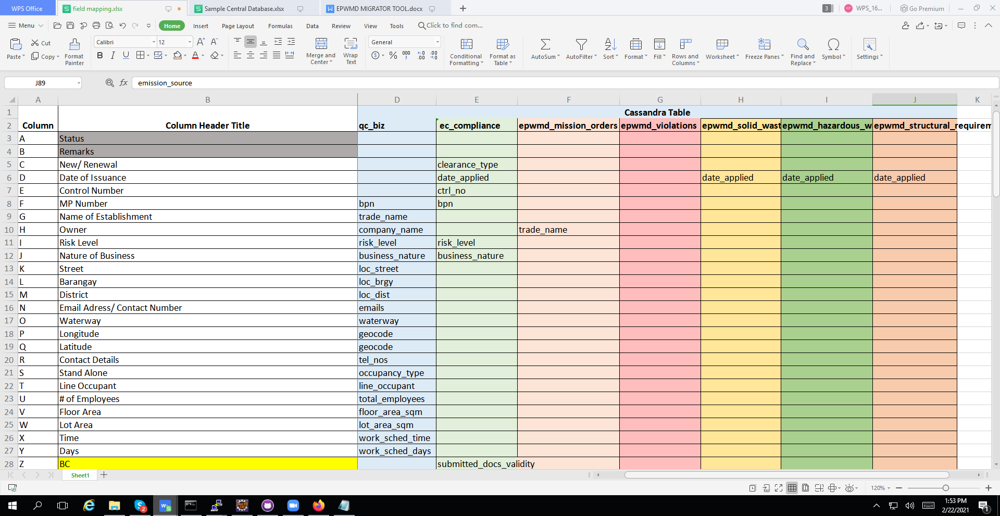 WPS Office field mapping.xlsx Sample Central Database.xlsx EPWMD MIGRATOR TOOL.docx 3 WPS_16... Go Premium
Menu Home Insert Page Layout Formulas Data Review View Tools Click to find com...
Paste Cut Copy Format Painter Calibri 12 Merge and Center Wrap Text General Conditional Formatting Format as Table AutoSum AutoFilter Sort Format Fill Rows and Columns Worksheet Freeze Panes Find and Replace Symbol Settings
J89 fx emission_source
A B D E F G H I J K
1 Cassandra Table
2 Column Column Header Title qc_biz ec_compliance epwmd_mission_orders epwmd_violations epwmd_solid_wast epwmd_hazardous_w epwmd_structural_requirem
3 A Status
4 B Remarks
5 C New/ Renewal clearance_type
6 D Date of Issuance date_applied date_applied date_applied date_applied
7 E Control Number ctrl_no
8 F MP Number bpn bpn
9 G Name of Establishment trade_name
10 H Owner company_name trade_name
11 I Risk Level risk_level risk_level
12 J Nature of Business business_nature business_nature
13 K Street loc_street
14 L Barangay loc_brgy
15 M District loc_dist
16 N Email Adress/ Contact Number emails
17 O Waterway waterway
18 P Longitude geocode
19 Q Latitude geocode
20 R Contact Details tel_nos
21 S Stand Alone occupancy_type
22 T Line Occupant line_occupant
23 U # of Employees total_employees
24 V Floor Area floor_area_sqm
25 W Lot Area lot_area_sqm
26 X Time work_sched_time
27 Y Days work_sched_days
28 Z BC submitted_docs_validity
Sheet1
120%
1:53 PM
2/22/2021